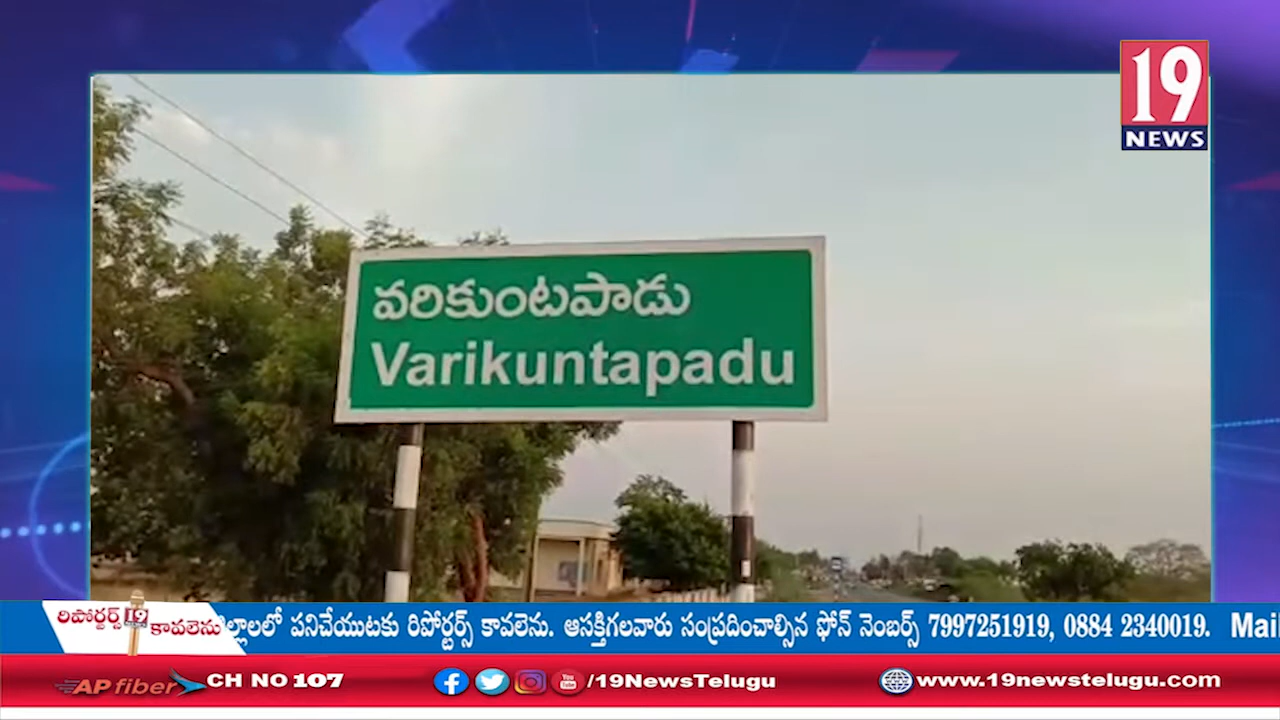 19
NEWS
వరికుంటపాడు
Varikuntapadu
రిపోర్టర్స్
కావలెను
ల్లాలలో పనిచేయుటకు రిపోర్టర్స్ కావలెను. ఆసక్తిగలవారు సంప్రదించాల్సిన ఫోన్ నెంబర్స్ 7997251919, 0884 2340019. Mail
AP fiber CH NO 107
/19NewsTelugu
www.19newstelugu.com